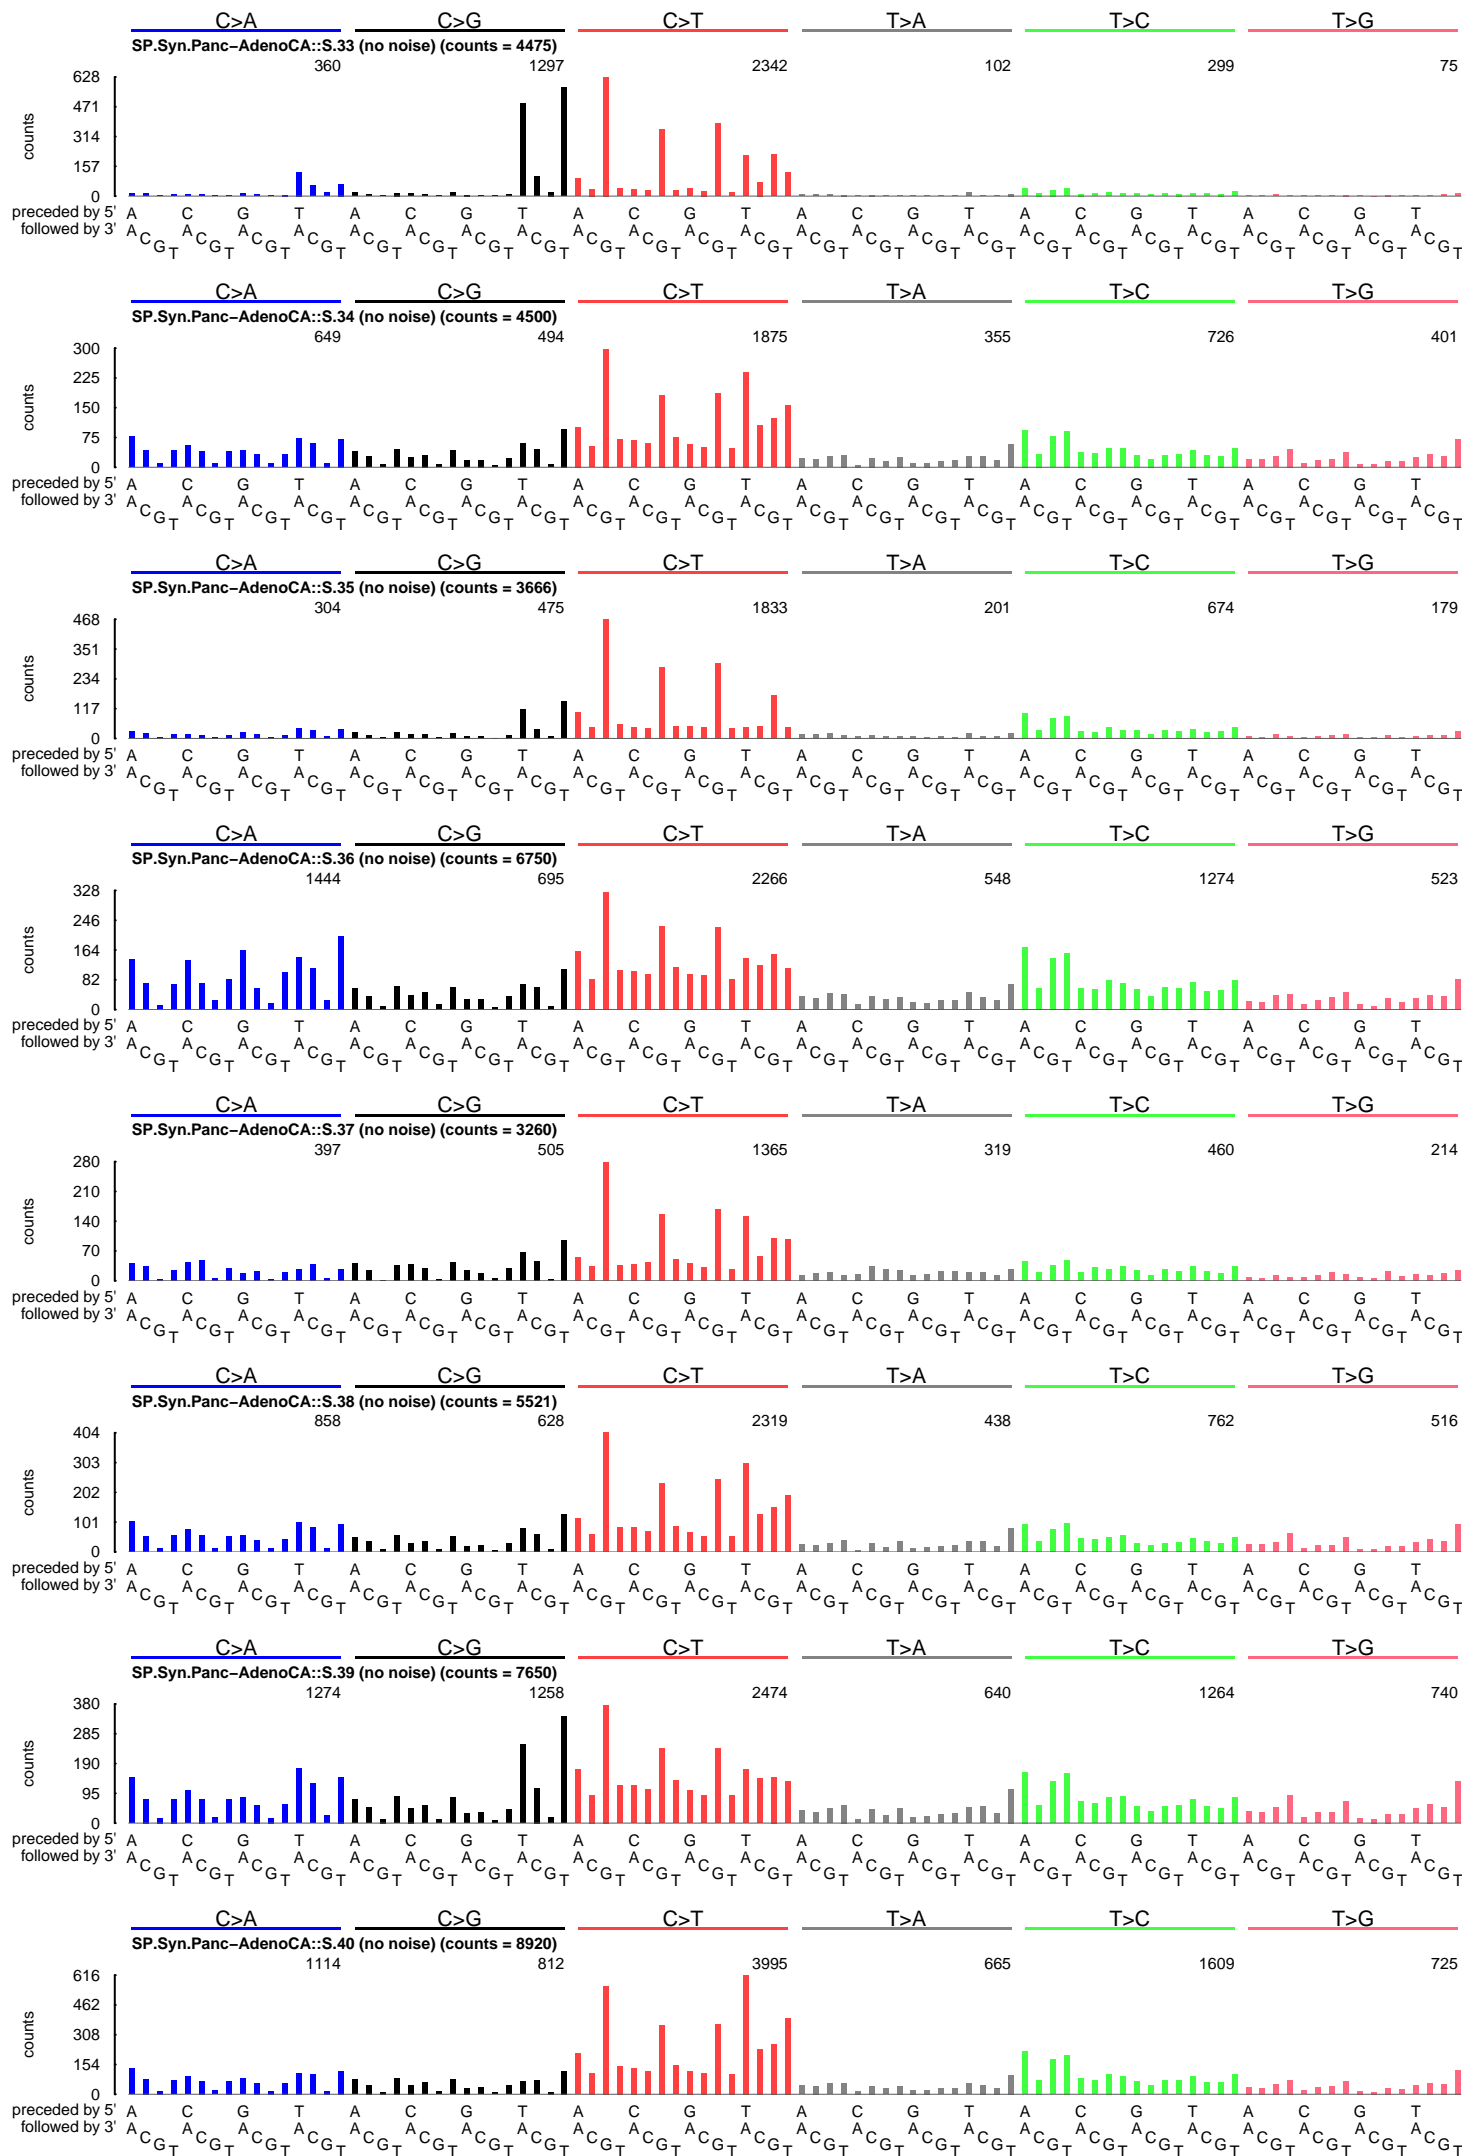 C>A C>G C>T T>A T>C T>G
SP.Syn.Panc−AdenoCA::S.33 (no noise) (counts = 4475)
360 1297 2342 102 299 75
628
471
314
157
0
counts
preceded by 5' A C G T A C G T A C G T A C G T A C G T A C G T
followed by 3' A C G T A C G T A C G T A C G T A C G T A C G T A C G T A C G T A C G T A C G T A C G T A C G T A C G T A C G T A C G T A C G T A C G T A C G T A C G T A C G T A C G T A C G T A C G T A C G T
C>A C>G C>T T>A T>C T>G
SP.Syn.Panc−AdenoCA::S.34 (no noise) (counts = 4500)
649 494 1875 355 726 401
300
225
150
75
0
counts
preceded by 5' A C G T A C G T A C G T A C G T A C G T A C G T
followed by 3' A C G T A C G T A C G T A C G T A C G T A C G T A C G T A C G T A C G T A C G T A C G T A C G T A C G T A C G T A C G T A C G T A C G T A C G T A C G T A C G T A C G T A C G T A C G T A C G T
C>A C>G C>T T>A T>C T>G
SP.Syn.Panc−AdenoCA::S.35 (no noise) (counts = 3666)
304 475 1833 201 674 179
468
351
234
117
0
counts
preceded by 5' A C G T A C G T A C G T A C G T A C G T A C G T
followed by 3' A C G T A C G T A C G T A C G T A C G T A C G T A C G T A C G T A C G T A C G T A C G T A C G T A C G T A C G T A C G T A C G T A C G T A C G T A C G T A C G T A C G T A C G T A C G T A C G T
C>A C>G C>T T>A T>C T>G
SP.Syn.Panc−AdenoCA::S.36 (no noise) (counts = 6750)
1444 695 2266 548 1274 523
328
246
164
82
0
counts
preceded by 5' A C G T A C G T A C G T A C G T A C G T A C G T
followed by 3' A C G T A C G T A C G T A C G T A C G T A C G T A C G T A C G T A C G T A C G T A C G T A C G T A C G T A C G T A C G T A C G T A C G T A C G T A C G T A C G T A C G T A C G T A C G T A C G T
C>A C>G C>T T>A T>C T>G
SP.Syn.Panc−AdenoCA::S.37 (no noise) (counts = 3260)
397 505 1365 319 460 214
280
210
140
70
0
counts
preceded by 5' A C G T A C G T A C G T A C G T A C G T A C G T
followed by 3' A C G T A C G T A C G T A C G T A C G T A C G T A C G T A C G T A C G T A C G T A C G T A C G T A C G T A C G T A C G T A C G T A C G T A C G T A C G T A C G T A C G T A C G T A C G T A C G T
C>A C>G C>T T>A T>C T>G
SP.Syn.Panc−AdenoCA::S.38 (no noise) (counts = 5521)
858 628 2319 438 762 516
404
303
202
101
0
counts
preceded by 5' A C G T A C G T A C G T A C G T A C G T A C G T
followed by 3' A C G T A C G T A C G T A C G T A C G T A C G T A C G T A C G T A C G T A C G T A C G T A C G T A C G T A C G T A C G T A C G T A C G T A C G T A C G T A C G T A C G T A C G T A C G T A C G T
C>A C>G C>T T>A T>C T>G
SP.Syn.Panc−AdenoCA::S.39 (no noise) (counts = 7650)
1274 1258 2474 640 1264 740
380
285
190
95
0
counts
preceded by 5' A C G T A C G T A C G T A C G T A C G T A C G T
followed by 3' A C G T A C G T A C G T A C G T A C G T A C G T A C G T A C G T A C G T A C G T A C G T A C G T A C G T A C G T A C G T A C G T A C G T A C G T A C G T A C G T A C G T A C G T A C G T A C G T
C>A C>G C>T T>A T>C T>G
SP.Syn.Panc−AdenoCA::S.40 (no noise) (counts = 8920)
1114 812 3995 665 1609 725
616
462
308
154
0
counts
preceded by 5' A C G T A C G T A C G T A C G T A C G T A C G T
followed by 3' A C G T A C G T A C G T A C G T A C G T A C G T A C G T A C G T A C G T A C G T A C G T A C G T A C G T A C G T A C G T A C G T A C G T A C G T A C G T A C G T A C G T A C G T A C G T A C G T